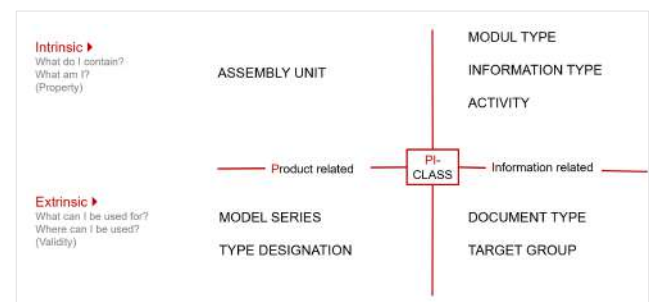 Intrinsic
What do I contain?
What am I?
(Property)
ASSEMBLY UNIT
MODUL TYPE
INFORMATION TYPE
ACTIVITY
Product related
PI-
CLASS
Information related
Extrinsic
What can I be used for?
Where can I be used?
(Validity)
MODEL SERIES
TYPE DESIGNATION
DOCUMENT TYPE
TARGET GROUP